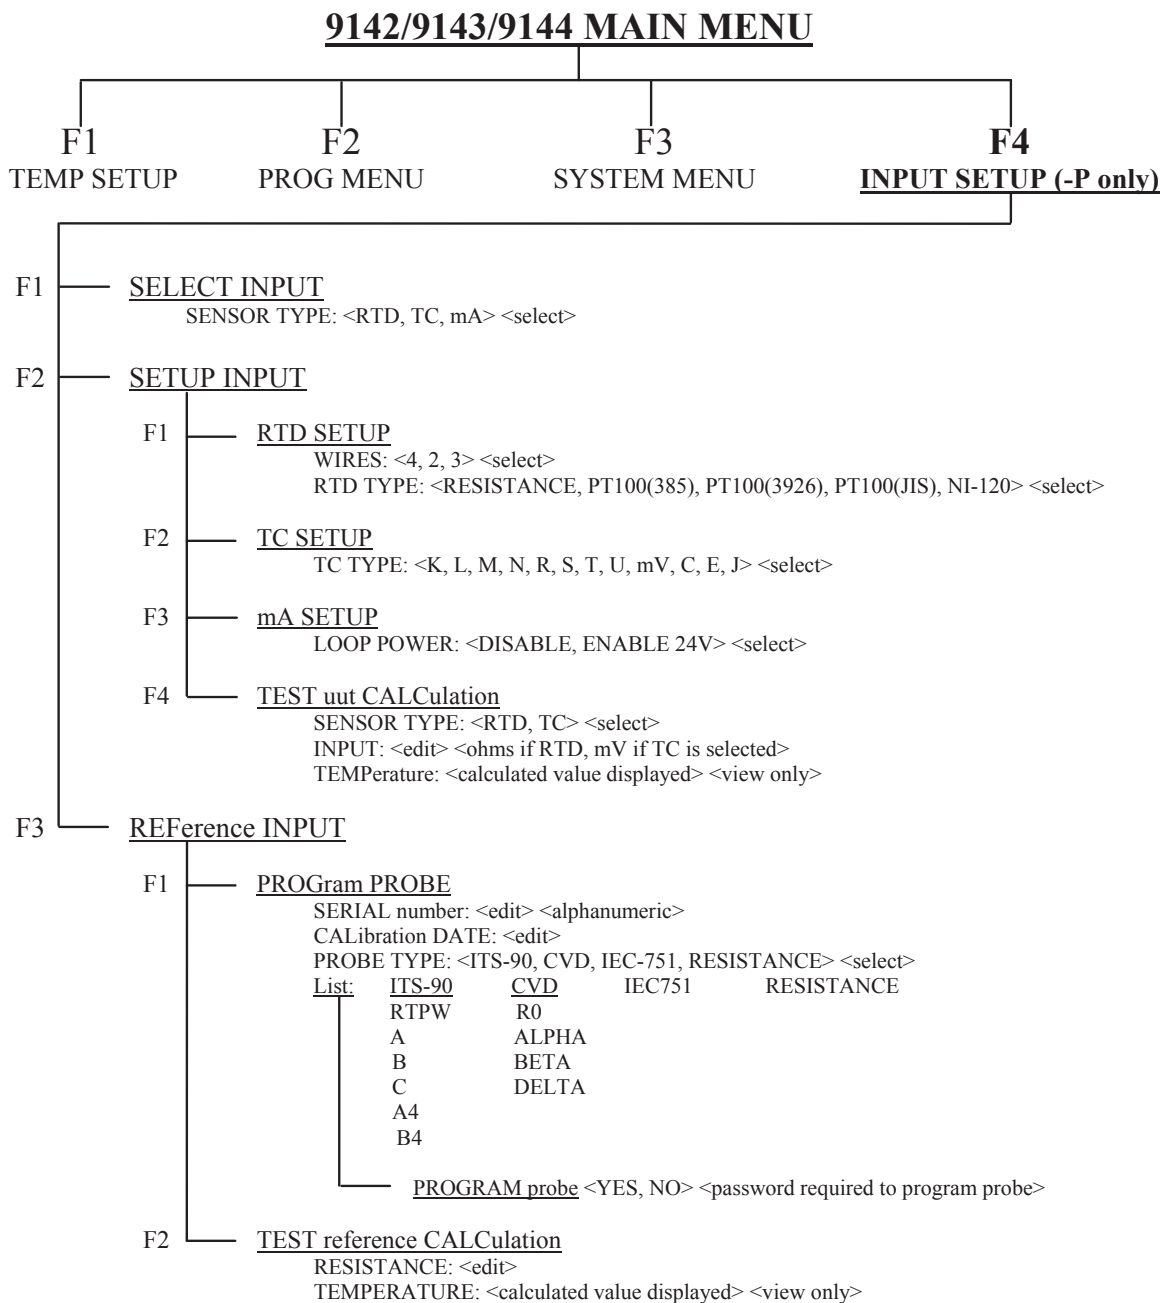 9142/9143/9144 MAIN MENU
F1 F2 F3 F4
TEMP SETUP PROG MENU SYSTEM MENU INPUT SETUP (-P only)
F1 SELECT INPUT
SENSOR TYPE: <RTD, TC, mA> <select>
F2 SETUP INPUT
F1 RTD SETUP
WIRES: <4, 2, 3> <select>
RTD TYPE: <RESISTANCE, PT100(385), PT100(3926), PT100(JIS), NI-120> <select>
F2 TC SETUP
TC TYPE: <K, L, M, N, R, S, T, U, mV, C, E, J> <select>
F3 mA SETUP
LOOP POWER: <DISABLE, ENABLE 24V> <select>
F4 TEST uut CALCulation
SENSOR TYPE: <RTD, TC> <select>
INPUT: <edit> <ohms if RTD, mV if TC is selected>
TEMPerature: <calculated value displayed> <view only>
F3 REFerence INPUT
F1 PROGram PROBE
SERIAL number: <edit> <alphanumeric>
CALibration DATE: <edit>
PROBE TYPE: <ITS-90, CVD, IEC-751, RESISTANCE> <select>
List: ITS-90 CVD IEC751 RESISTANCE
RTPW R0
A ALPHA
B BETA
C DELTA
A4
B4
PROGRAM probe <YES, NO> <password required to program probe>
F2 TEST reference CALCulation
RESISTANCE: <edit>
TEMPERATURE: <calculated value displayed> <view only>